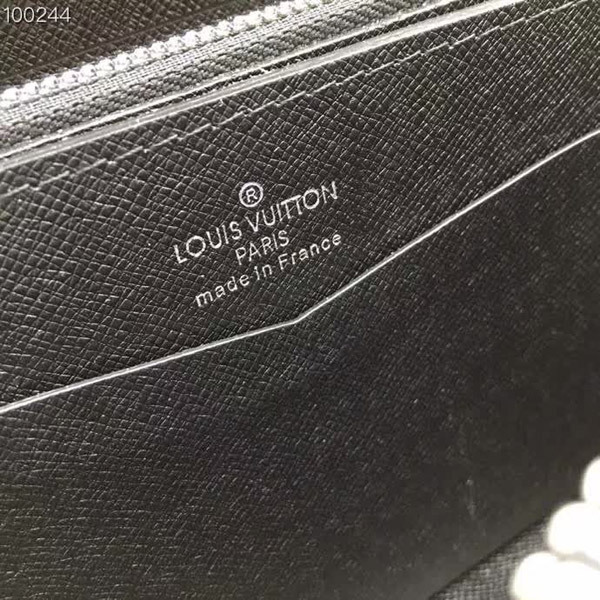 100244
®
LOUIS VUITTON
PARIS
made in France